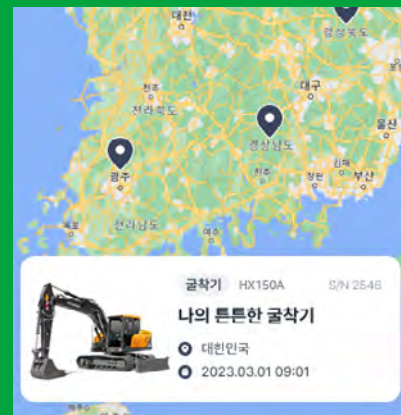 대전
경상북도
전주
전라북도
대구
울산
경상남도
광주
진주
창원
김해
부산
목포
전라남도
여수
굴착기 HX150A S/N 2546
나의 튼튼한 굴착기
대한민국
2023.03.01 09:01
제주시